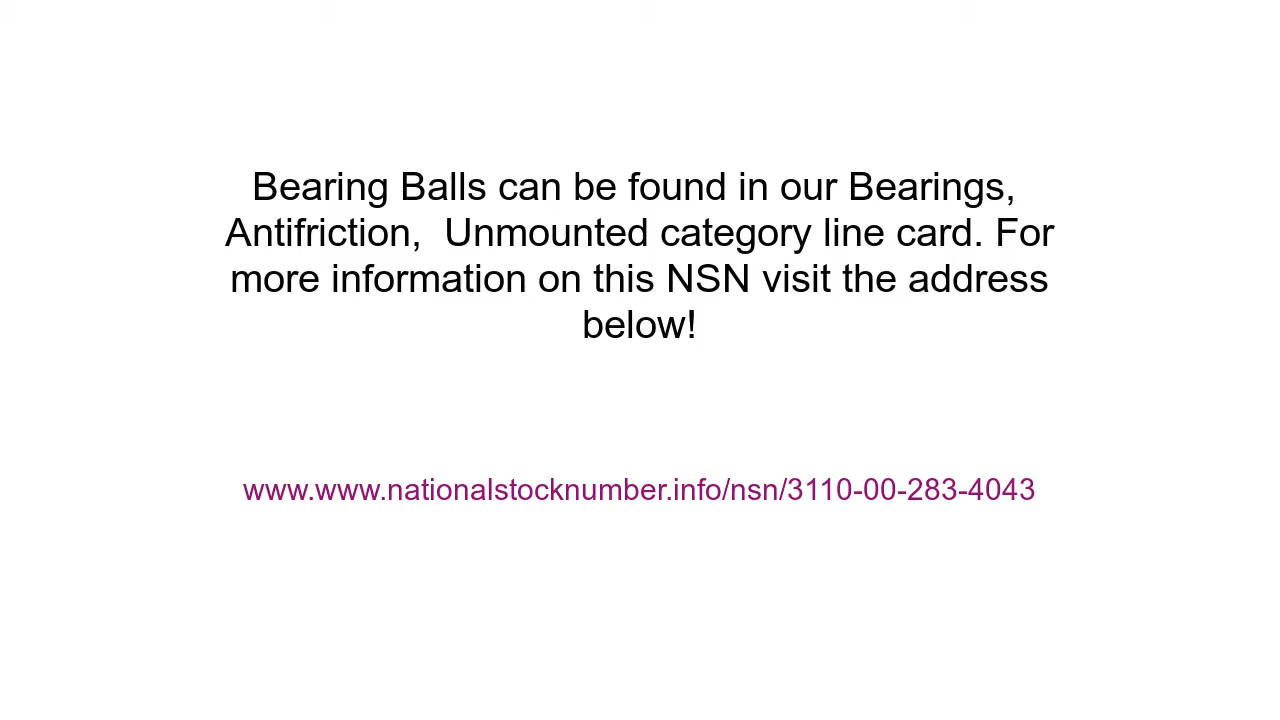 Bearing Balls can be found in our Bearings,
Antifriction,  Unmounted category line card. For
more information on this NSN visit the address
below!
www.www.nationalstocknumber.info/nsn/3110-00-283-4043